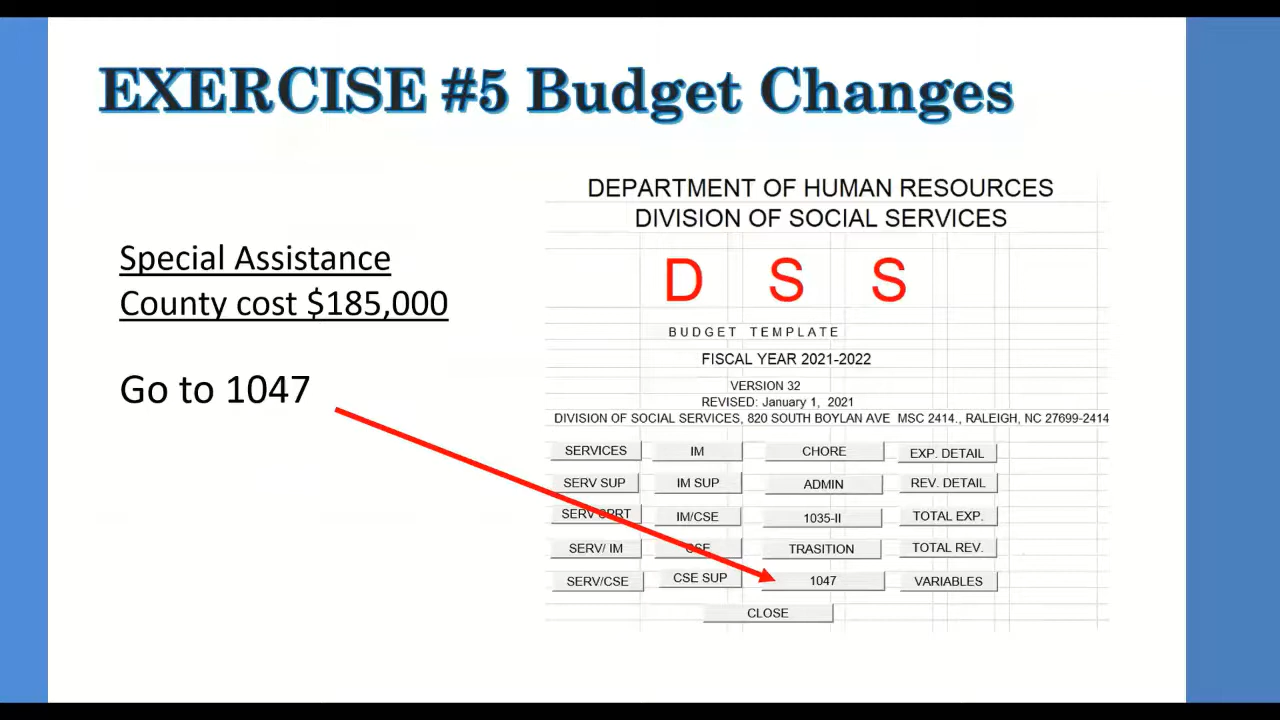 EXERCISE #5 Budget Changes
Special Assistance
County cost $185,000
Go to 1047
DEPARTMENT OF HUMAN RESOURCES
DIVISION OF SOCIAL SERVICES
D S S
BUDGET TEMPLATE
FISCAL YEAR 2021-2022
VERSION 32
REVISED: January 1, 2021
DIVISION OF SOCIAL SERVICES, 820 SOUTH BOYLAN AVE MSC 2414., RALEIGH, NC 27699-2414
SERVICES IM CHORE EXP. DETAIL
SERV SUP IM SUP ADMIN REV. DETAIL
SERV SPRT IM/CSE 1035-II TOTAL EXP.
SERV/ IM CSE TRASITION TOTAL REV.
SERV/CSE CSE SUP 1047 VARIABLES
CLOSE